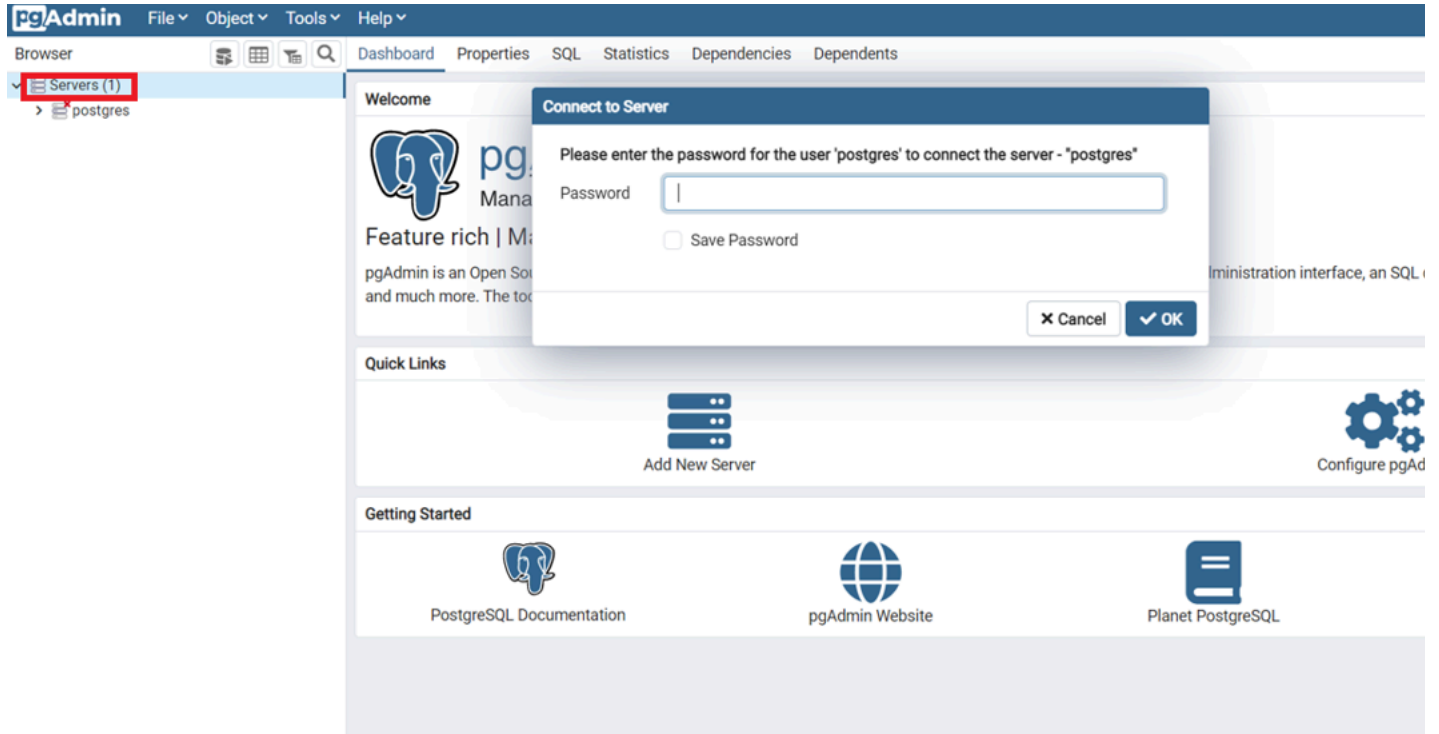 pgAdmin File Object Tools Help
Browser
Dashboard Properties SQL Statistics Dependencies Dependents
Servers (1)
postgres
Welcome
Connect to Server
Please enter the password for the user 'postgres' to connect the server - "postgres"
Password
Save Password
Cancel OK
pg
Mana
Feature rich | Ma
pgAdmin is an Open Sou
ministration interface, an SQL
and much more. The too
Quick Links
Add New Server
Configure pgAd
Getting Started
PostgreSQL Documentation
pgAdmin Website
Planet PostgreSQL